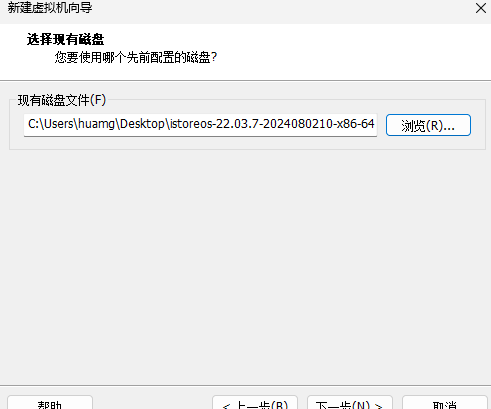 新建虚拟机向导
选择现有磁盘
您要使用哪个先前配置的磁盘?
现有磁盘文件(F)
C:\Users\huamg\Desktop\istoreos-22.03.7-2024080210-x86-64
浏览(R)...
帮助
< 上一步(B)
下一步(N) >
取消